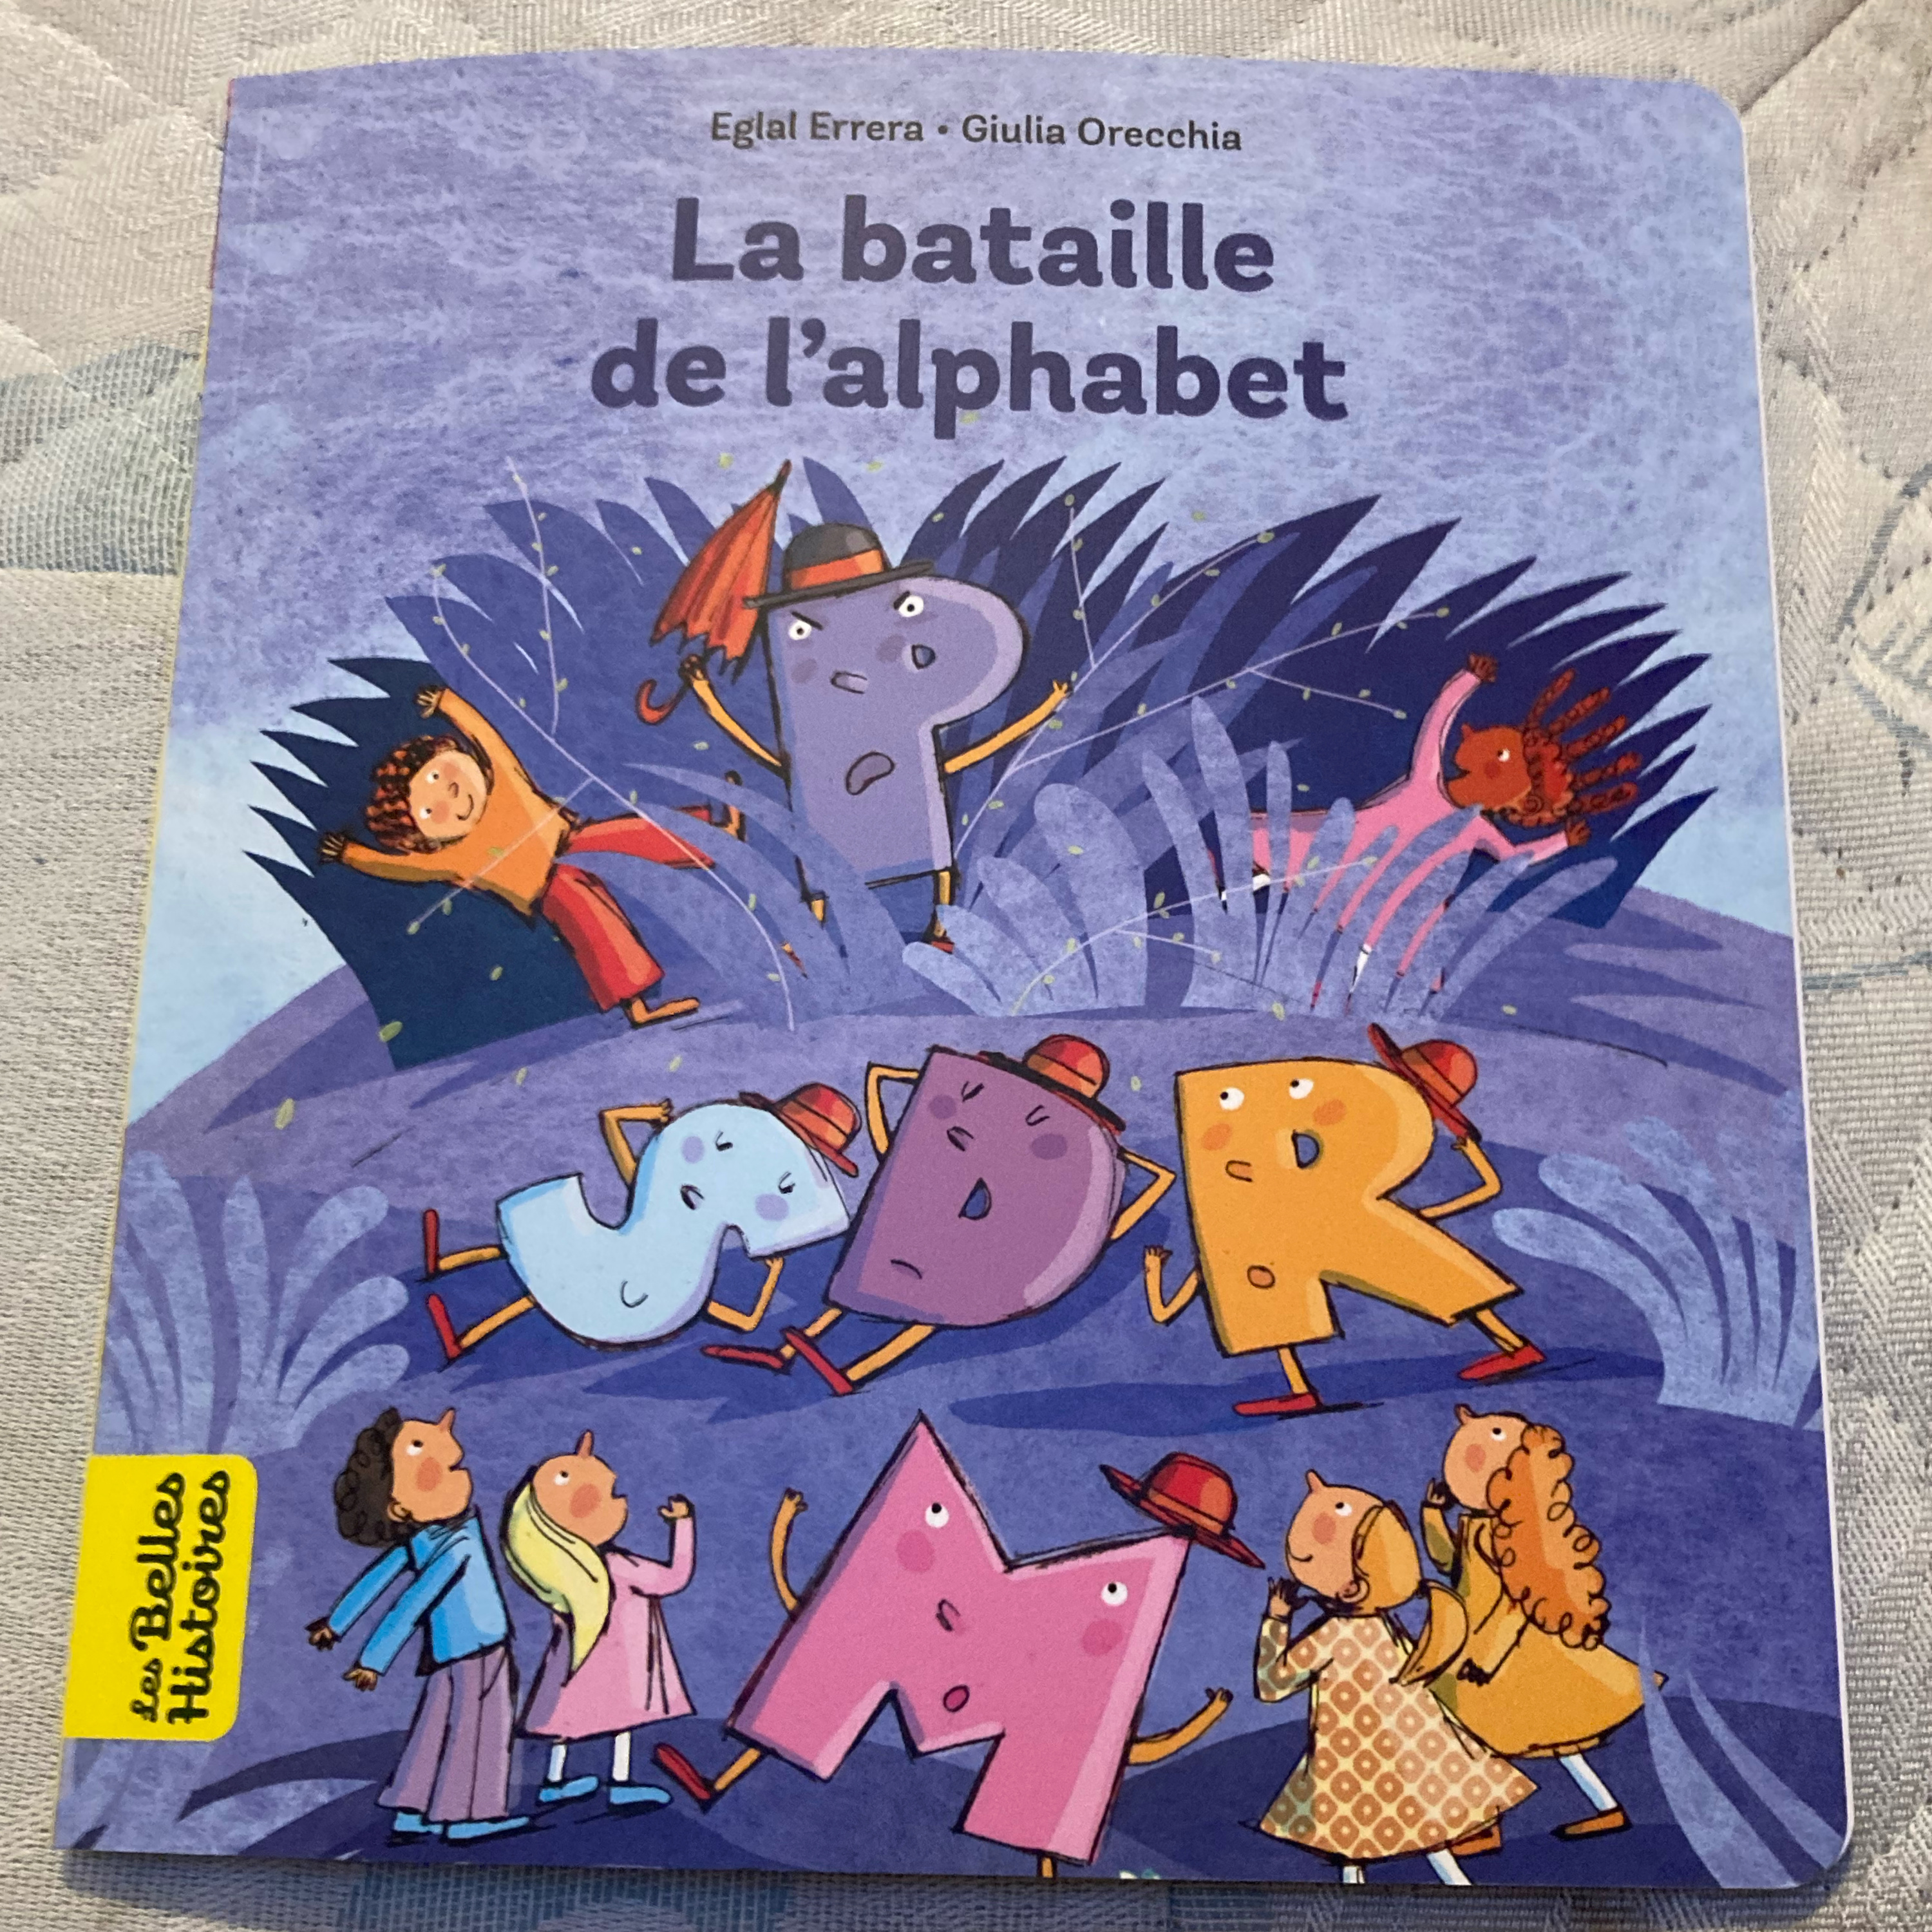 Eglal Errera • Giulia Orecchia
La bataille
de l'alphabet
P
S D R
M
Les Belles
Histoires